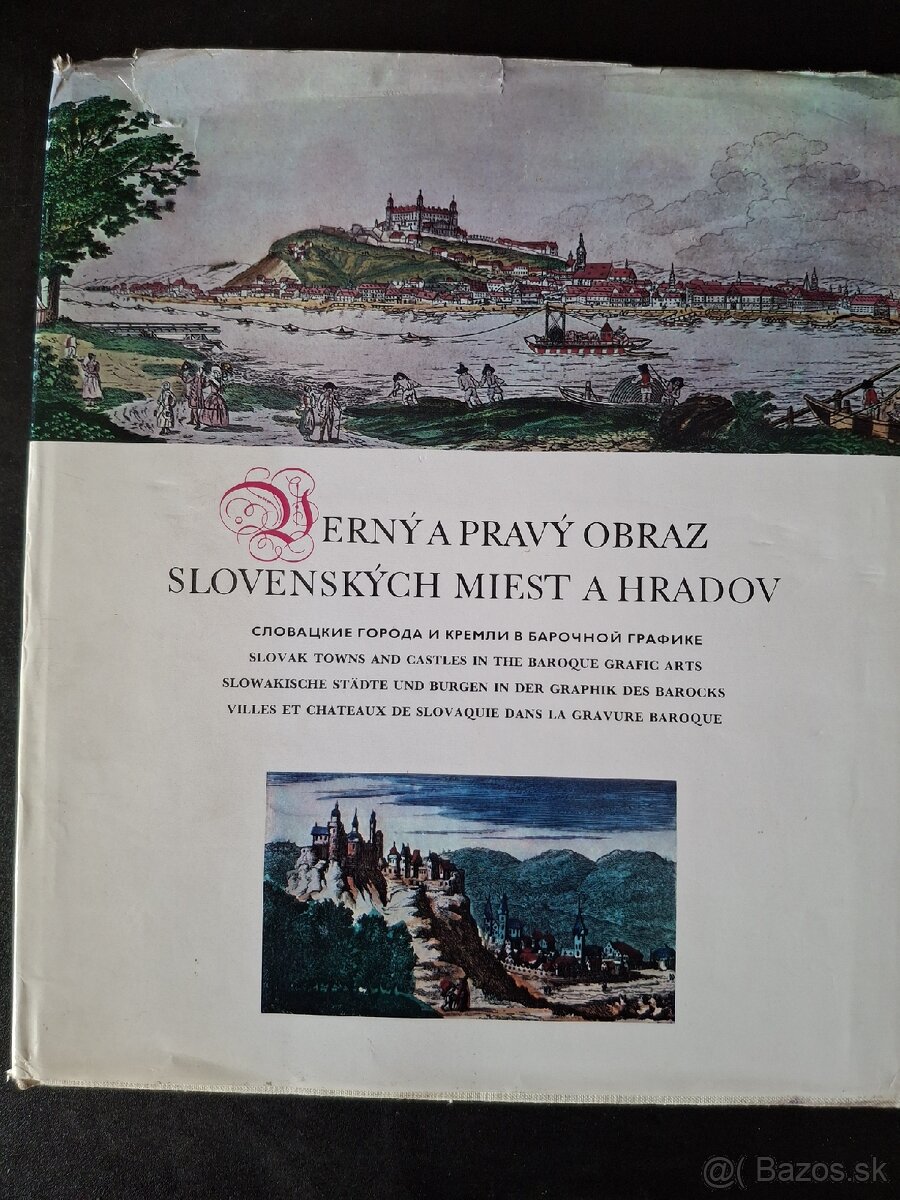 VERNÝ A PRAVÝ OBRAZ
SLOVENSKÝCH MIEST A HRADOV
СЛОВАЦКИЕ ГОРОДА И КРЕМЛИ В БАРОЧНОЙ ГРАФИКЕ
SLOVAK TOWNS AND CASTLES IN THE BAROQUE GRAFIC ARTS
SLOWAKISCHE STÄDTE UND BURGEN IN DER GRAPHIK DES BAROCKS
VILLES ET CHATEAUX DE SLOVAQUIE DANS LA GRAVURE BAROQUE
@( Bazos.sk